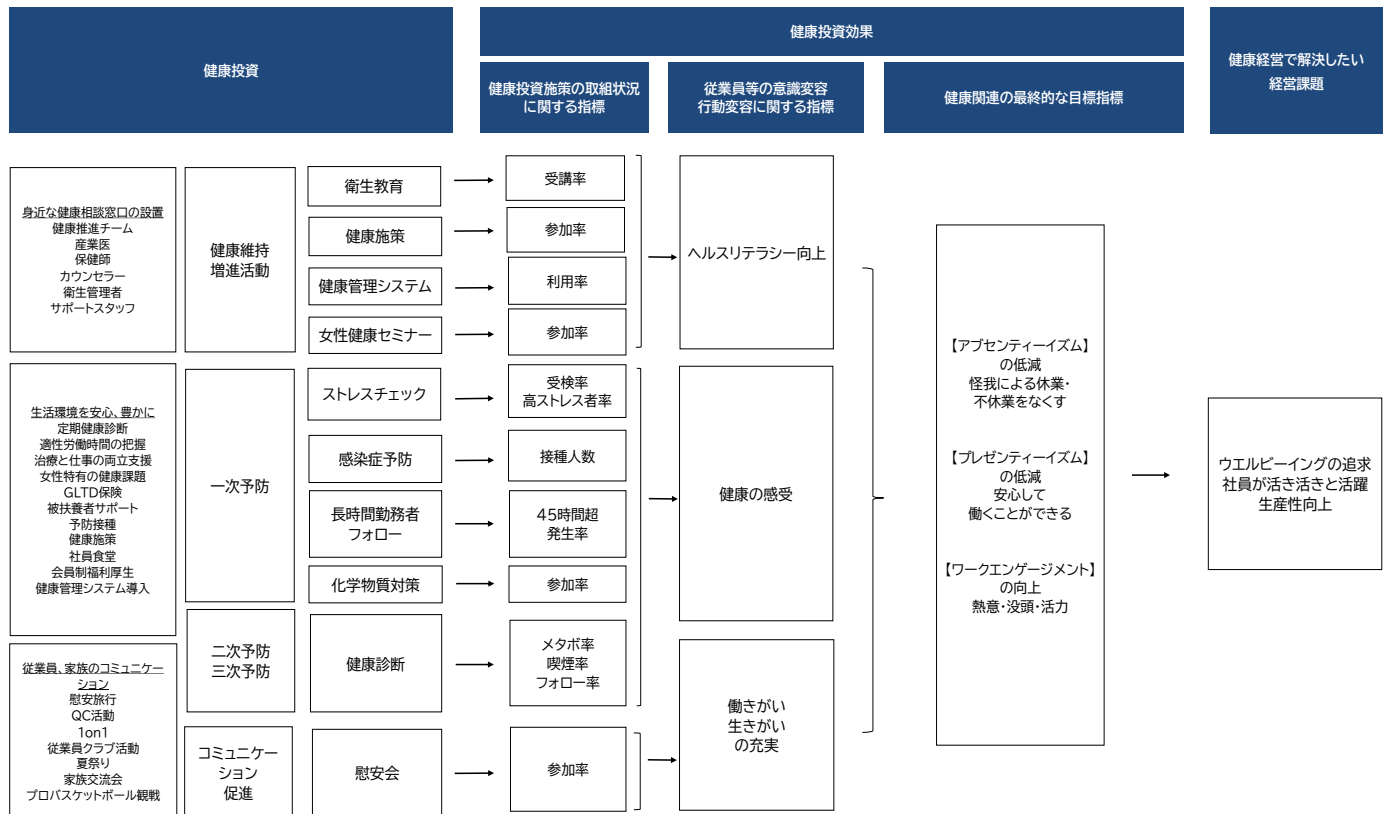 健康投資
健康投資効果
健康経営で解決したい
経営課題
健康投資施策の取組状況
に関する指標
従業員等の意識変容
行動変容に関する指標
健康関連の最終的な目標指標
身近な健康相談窓口の設置
健康推進チーム
産業医
保健師
カウンセラー
衛生管理者
サポートスタッフ
生活環境を安心、豊かに
定期健康診断
適性労働時間の把握
治療と仕事の両立支援
女性特有の健康課題
GLTD保険
被扶養者サポート
予防接種
健康施策
社員食堂
会員制福利厚生
健康管理システム導入
従業員、家族のコミュニケー
ション
慰安旅行
QC活動
1on1
従業員クラブ活動
夏祭り
家族交流会
プロバスケットボール観戦
健康維持
増進活動
一次予防
二次予防
三次予防
コミュニケー
ション
促進
衛生教育
健康施策
健康管理システム
女性健康セミナー
ストレスチェック
感染症予防
長時間勤務者
フォロー
化学物質対策
健康診断
慰安会
受講率
参加率
利用率
参加率
受検率
高ストレス者率
接種人数
45時間超
発生率
参加率
メタボ率
喫煙率
フォロー率
参加率
ヘルスリテラシー向上
健康の感受
働きがい
生きがい
の充実
【アブセンティーイズム】
の低減
怪我による休業・
不休業をなくす
【プレゼンティーイズム】
の低減
安心して
働くことができる
【ワークエンゲージメント】
の向上
熱意・没頭・活力
ウエルビーイングの追求
社員が活き活きと活躍
生産性向上